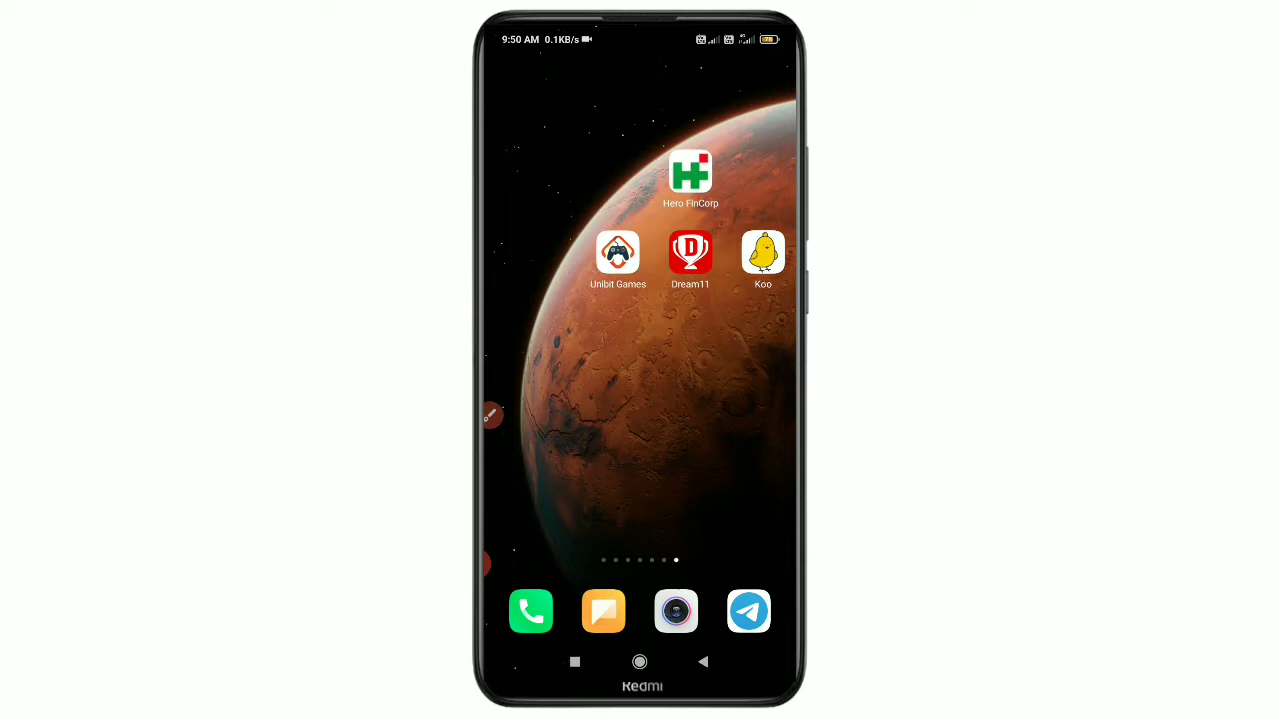 9:50 AM 0.1KB/s
Hero FinCorp
Unibit Games
Dream11
Koo
Redmi